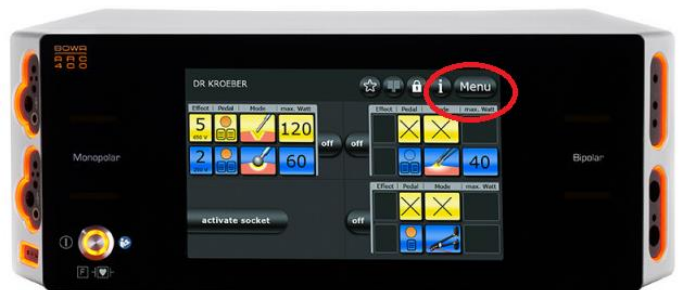 BOWA
ARC
400
DR KROEBER
i
Menu
Effect Pedal Mode max. Watt
5
120
2
60
off
off
Effect Pedal Mode max. Watt
40
Monopolar
Bipolar
Effect Pedal Mode max. Watt
activate socket
off
F